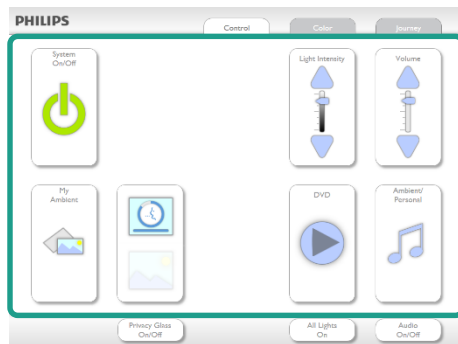 PHILIPS
Control
Color
Journey
System
On/Off
Light Intensity
Volume
My
Ambient
DVD
Ambient/
Personal
Privacy Glass
On/Off
All Lights
On
Audio
On/Off